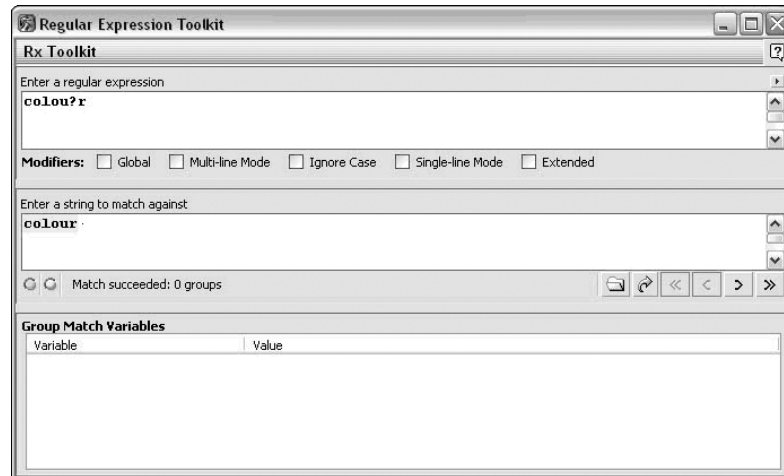 Regular Expression Toolkit
Rx Toolkit
Enter a regular expression
colou?r
Modifiers: Global Multi-line Mode Ignore Case Single-line Mode Extended
Enter a string to match against
colour
Match succeeded: 0 groups
Group Match Variables
Variable Value